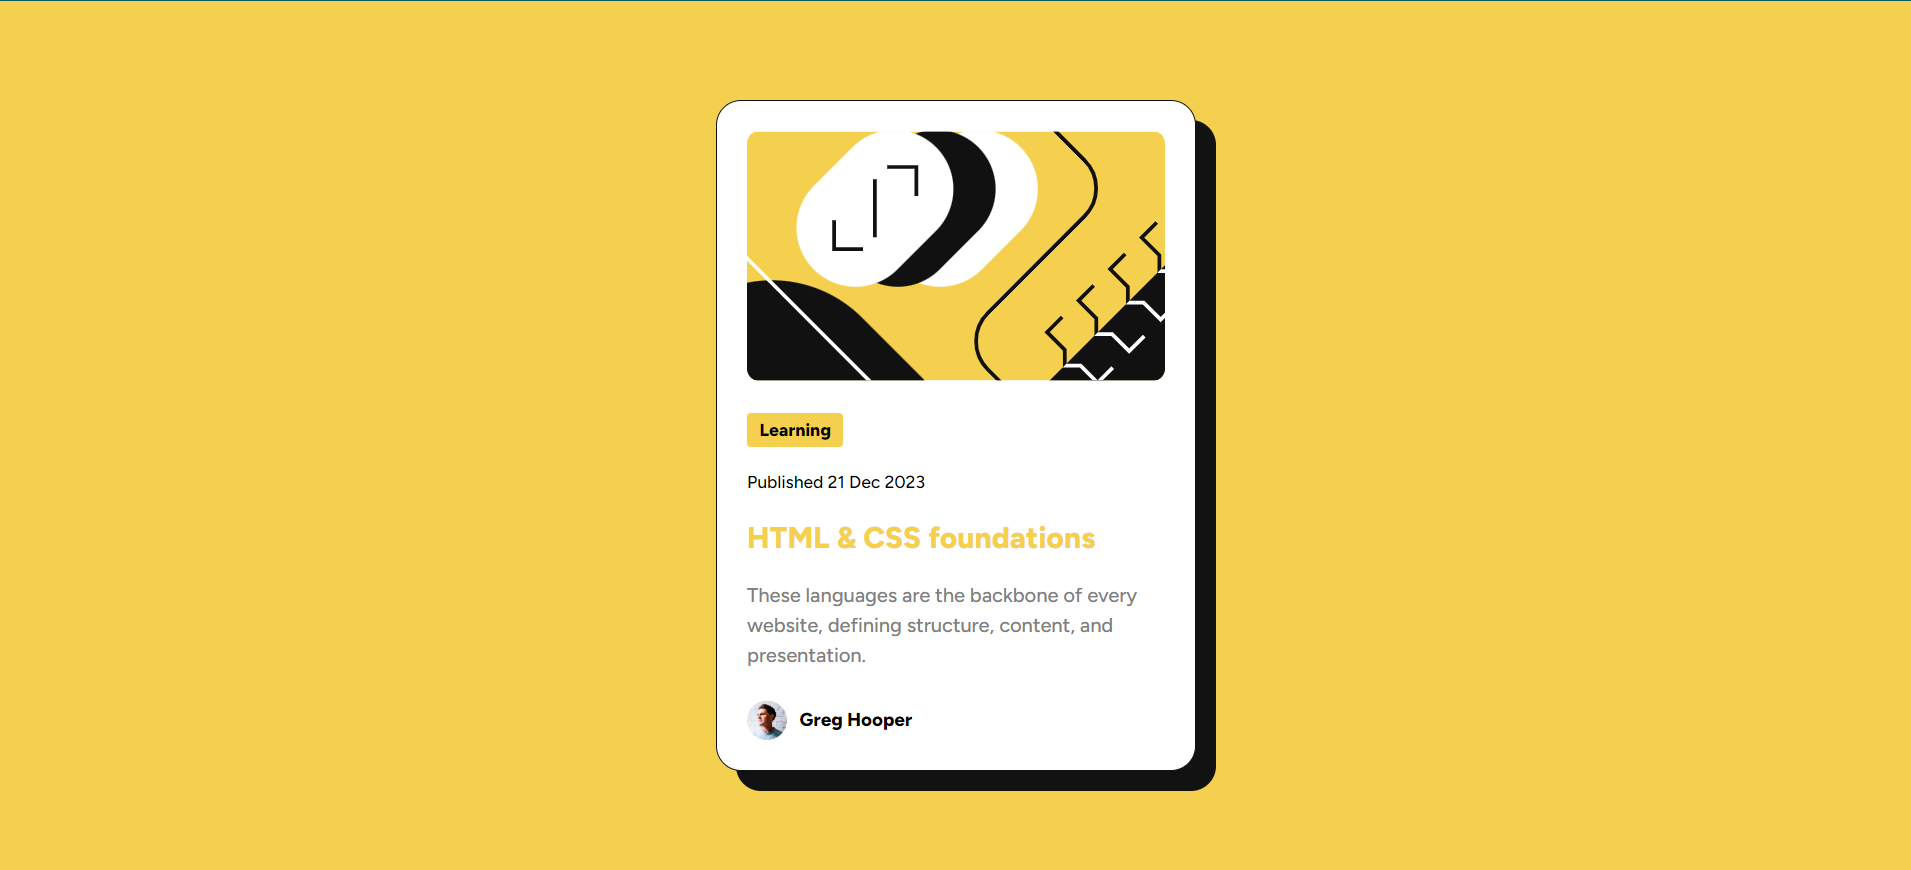 Learning
Published 21 Dec 2023
HTML & CSS foundations
These languages are the backbone of every
website, defining structure, content, and
presentation.
Greg Hooper